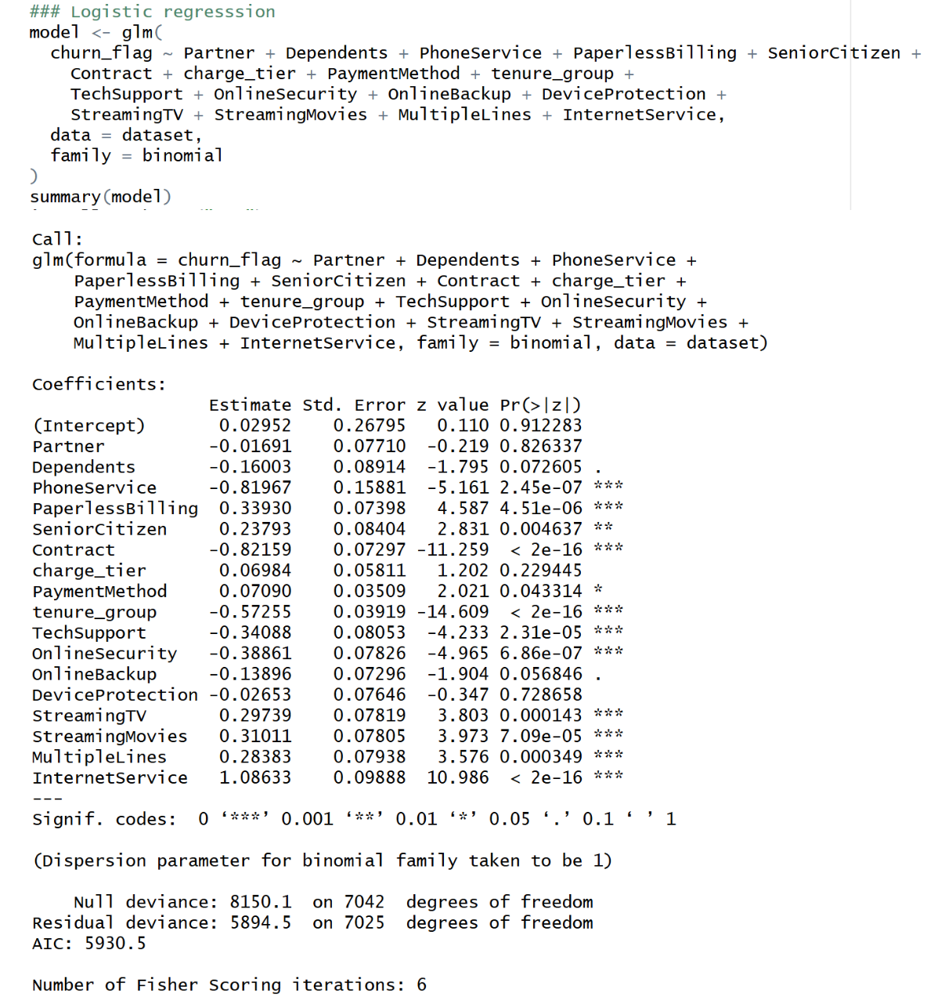 ### Logistic regresssion
model <- glm(
churn_flag ~ Partner + Dependents + PhoneService + PaperlessBilling + SeniorCitizen +
Contract + charge_tier + PaymentMethod + tenure_group +
TechSupport + OnlineSecurity + OnlineBackup + DeviceProtection +
StreamingTV + StreamingMovies + MultipleLines + InternetService,
data = dataset,
family = binomial
)
summary(model)
Call:
glm(formula = churn_flag ~ Partner + Dependents + PhoneService +
PaperlessBilling + SeniorCitizen + Contract + charge_tier +
PaymentMethod + tenure_group + TechSupport + OnlineSecurity +
OnlineBackup + DeviceProtection + StreamingTV + StreamingMovies +
MultipleLines + InternetService, family = binomial, data = dataset)
Coefficients:
Estimate Std. Error z value Pr(>|z|)
(Intercept) 0.02952 0.26795 0.110 0.912283
Partner -0.01691 0.07710 -0.219 0.826337
Dependents -0.16003 0.08914 -1.795 0.072605 .
PhoneService -0.81967 0.15881 -5.161 2.45e-07 ***
PaperlessBilling 0.33930 0.07398 4.587 4.51e-06 ***
SeniorCitizen 0.23793 0.08404 2.831 0.004637 **
Contract -0.82159 0.07297 -11.259 < 2e-16 ***
charge_tier 0.06984 0.05811 1.202 0.229445
PaymentMethod 0.07090 0.03509 2.021 0.043314 *
tenure_group -0.57255 0.03919 -14.609 < 2e-16 ***
TechSupport -0.34088 0.08053 -4.233 2.31e-05 ***
OnlineSecurity -0.38861 0.07826 -4.965 6.86e-07 ***
OnlineBackup -0.13896 0.07296 -1.904 0.056846 .
DeviceProtection -0.02653 0.07646 -0.347 0.728658
StreamingTV 0.29739 0.07819 3.803 0.000143 ***
StreamingMovies 0.31011 0.07805 3.973 7.09e-05 ***
MultipleLines 0.28383 0.07938 3.576 0.000349 ***
InternetService 1.08633 0.09888 10.986 < 2e-16 ***
---
Signif. codes: 0 ‘***’ 0.001 ‘**’ 0.01 ‘*’ 0.05 ‘.’ 0.1 ‘ ’ 1
(Dispersion parameter for binomial family taken to be 1)
Null deviance: 8150.1 on 7042 degrees of freedom
Residual deviance: 5894.5 on 7025 degrees of freedom
AIC: 5930.5
Number of Fisher Scoring iterations: 6